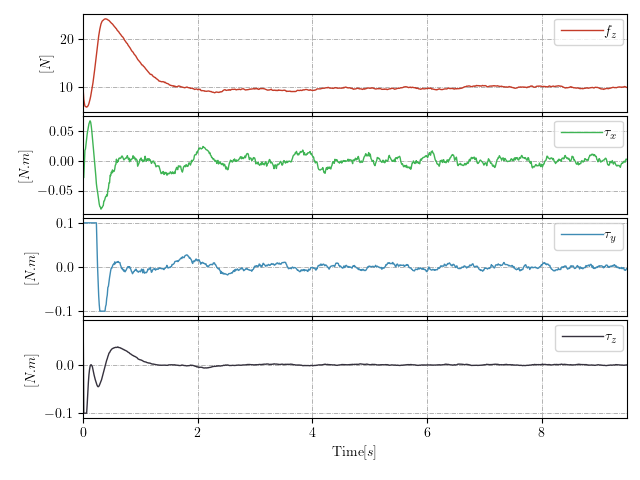 20
10
[N]
f_z
0.05
0.00
−0.05
[N.m]
τ_x
0.1
0.0
−0.1
[N.m]
τ_y
0.0
−0.1
[N.m]
τ_z
0 2 4 6 8
Time[s]